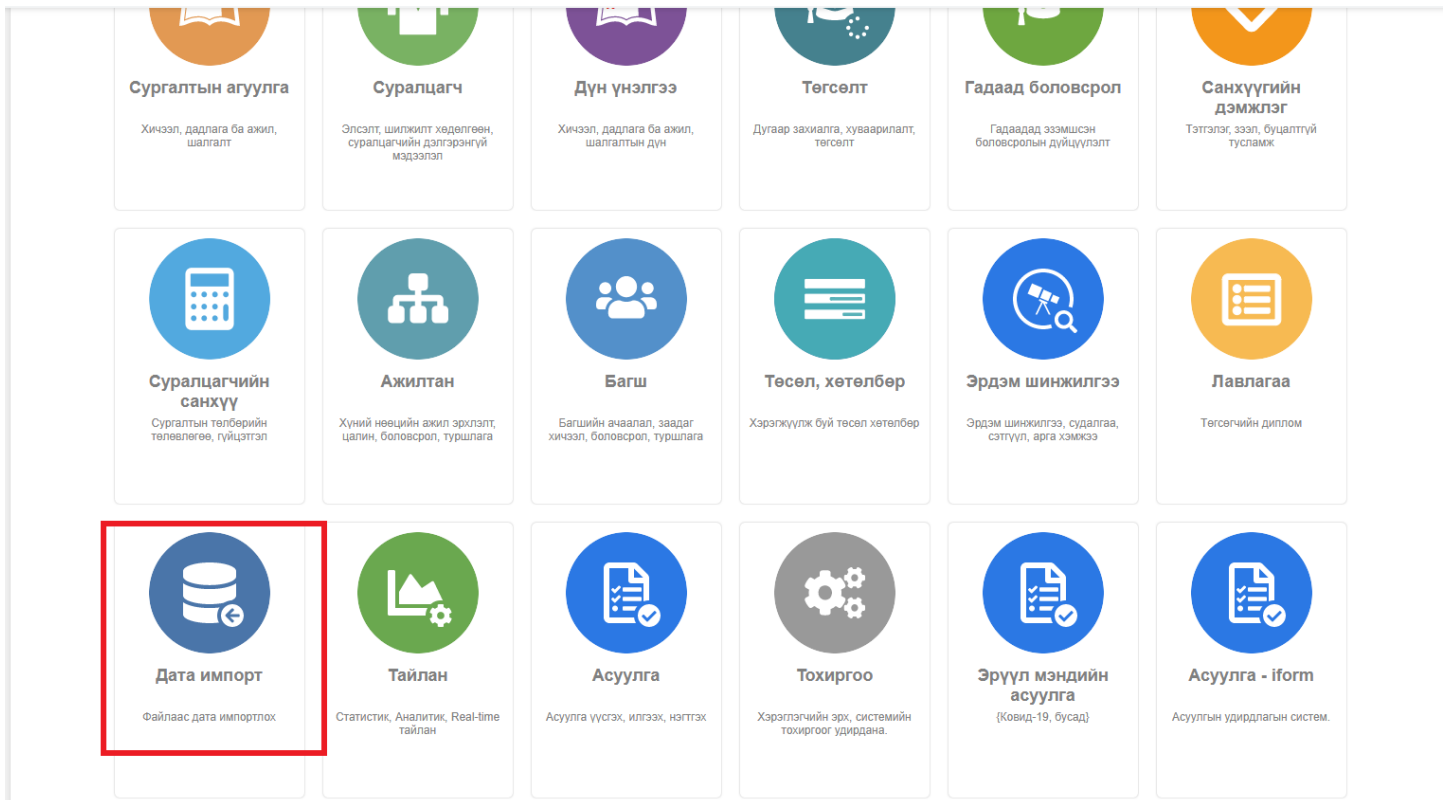 Сургалтын агуулга
Хичээл, дадлага ба ажил,
шалгалт
Суралцагч
Элсэлт, шилжилт хөдөлгөөн,
суралцагчийн дэлгэрэнгүй
мэдээлэл
Дүн үнэлгээ
Хичээл, дадлага ба ажил,
шалгалтын дүн
Төгсөлт
Дугаар захиалга, хуваарилалт,
төгсөлт
Гадаад боловсрол
Гадаадад эзэмшсэн
боловсролын дүйцүүлэлт
Санхүүгийн
дэмжлэг
Тэтгэлэг, зээл, буцалтгүй
тусламж
Суралцагчийн
санхүү
Сургалтын төлбөрийн
төлөвлөгөө, гүйцэтгэл
Ажилтан
Хүний нөөцийн ажил эрхлэлт,
цалин, боловсрол, туршлага
Багш
Багшийн ачаалал, заадаг
хичээл, боловсрол, туршлага
Төсөл, хөтөлбөр
Хэрэгжүүлж буй төсөл хөтөлбөр
Эрдэм шинжилгээ
Эрдэм шинжилгээ, судалгаа,
сэтгүүл, арга хэмжээ
Лавлагаа
Төгсөгчийн диплом
Дата импорт
Файлаас дата импортлох
Тайлан
Статистик, Аналитик, Real-time
тайлан
Асуулга
Асуулга үүсгэх, илгээх, нэгтгэх
Тохиргоо
Хэрэглэгчийн эрх, системийн
тохиргоог удирдана.
Эрүүл мэндийн
асуулга
{Ковид-19, бусад}
Асуулга - iform
Асуулгын удирдлагын систем.